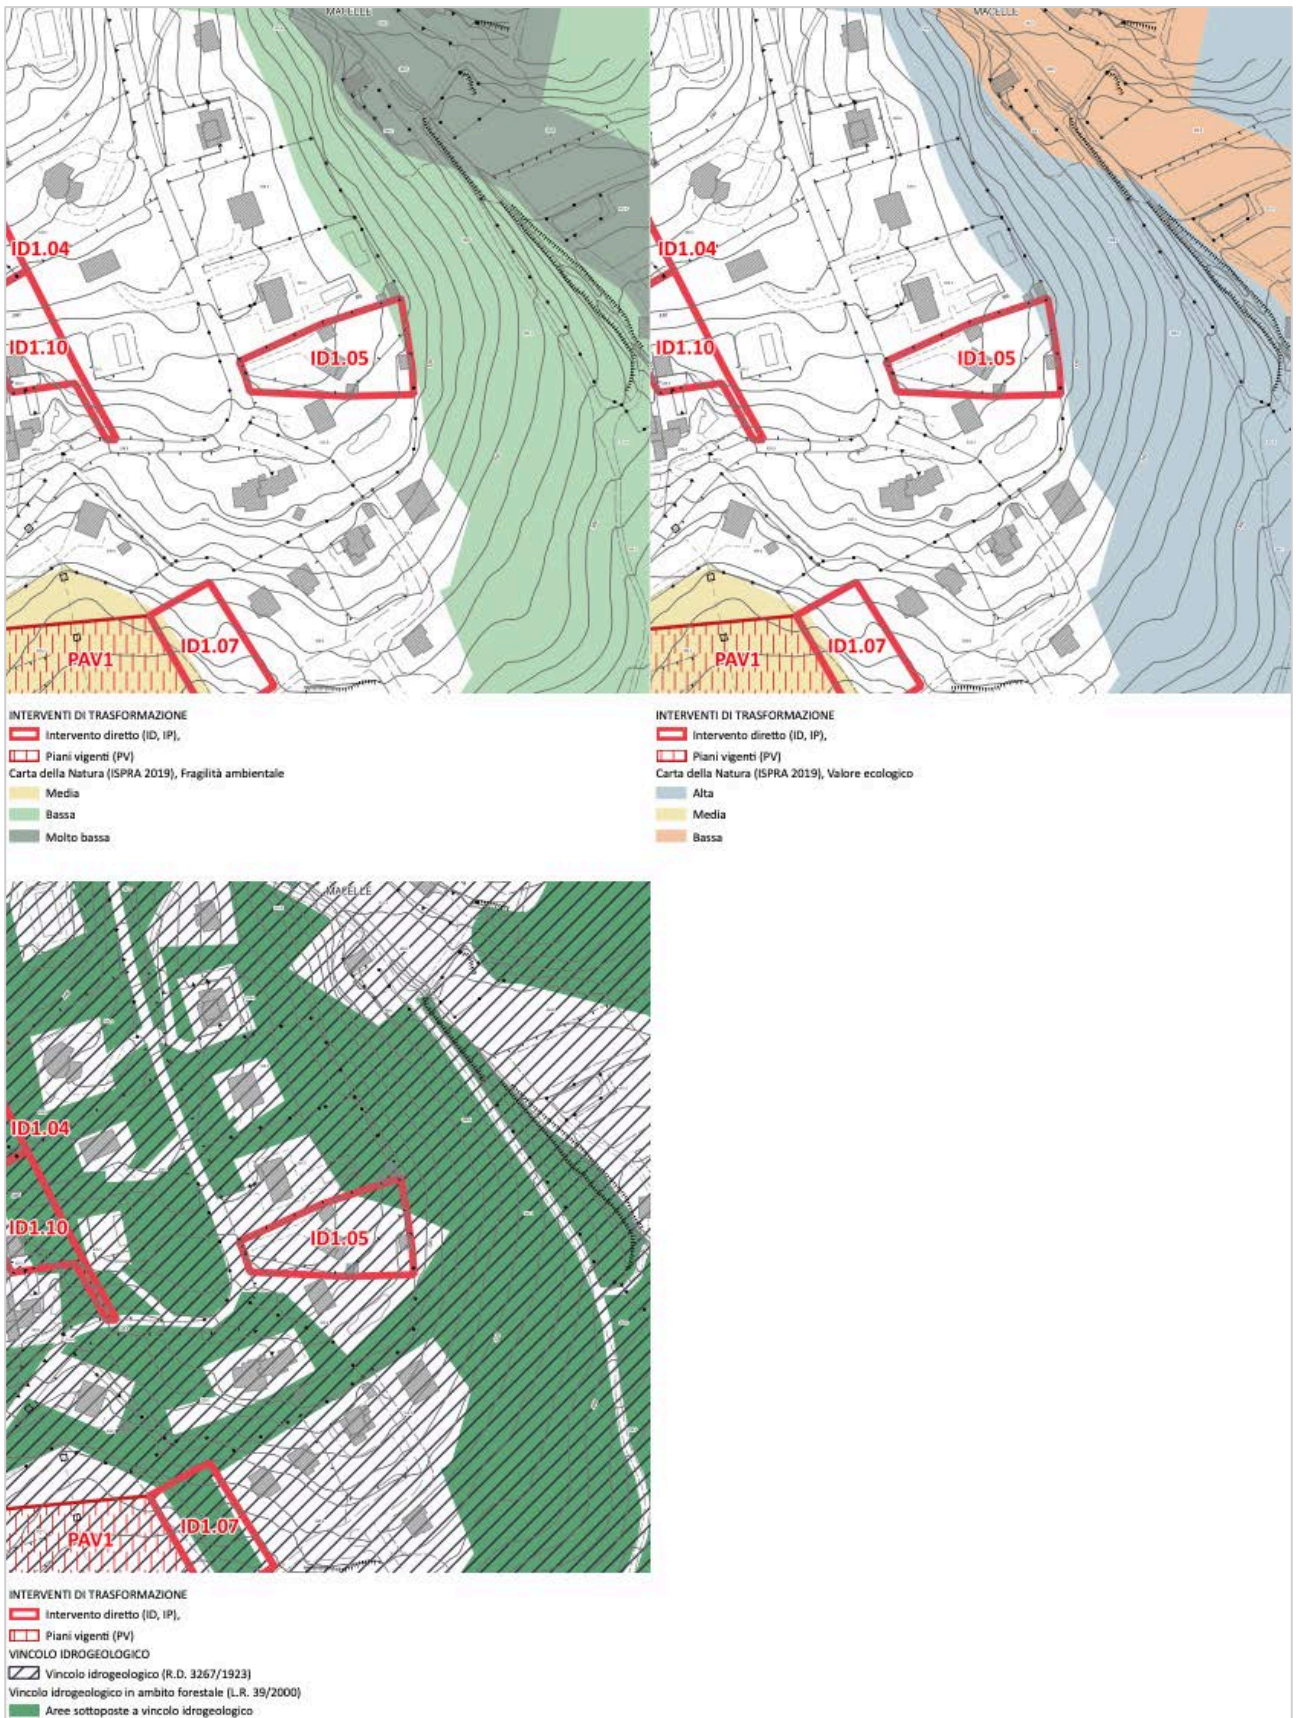 MACELLE
ID1.04
ID1.10
ID1.05
ID1.07
PAV1
MACELLE
ID1.04
ID1.10
ID1.05
ID1.07
PAV1
INTERVENTI DI TRASFORMAZIONE
Intervento diretto (ID, IP),
Piani vigenti (PV)
Carta della Natura (ISPRA 2019), Fragilità ambientale
Media
Bassa
Molto bassa
INTERVENTI DI TRASFORMAZIONE
Intervento diretto (ID, IP),
Piani vigenti (PV)
Carta della Natura (ISPRA 2019), Valore ecologico
Alta
Media
Bassa
MACELLE
ID1.04
ID1.10
ID1.05
ID1.07
PAV1
INTERVENTI DI TRASFORMAZIONE
Intervento diretto (ID, IP),
Piani vigenti (PV)
VINCOLO IDROGEOLOGICO
Vincolo idrogeologico (R.D. 3267/1923)
Vincolo idrogeologico in ambito forestale (L.R. 39/2000)
Aree sottoposte a vincolo idrogeologico